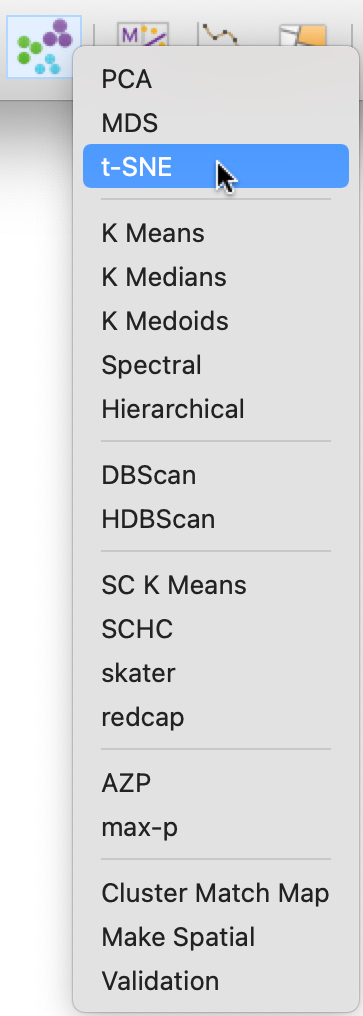 M
PCA
MDS
t-SNE
K Means
K Medians
K Medoids
Spectral
Hierarchical
DBScan
HDBScan
SC K Means
SCHC
skater
redcap
AZP
max-p
Cluster Match Map
Make Spatial
Validation